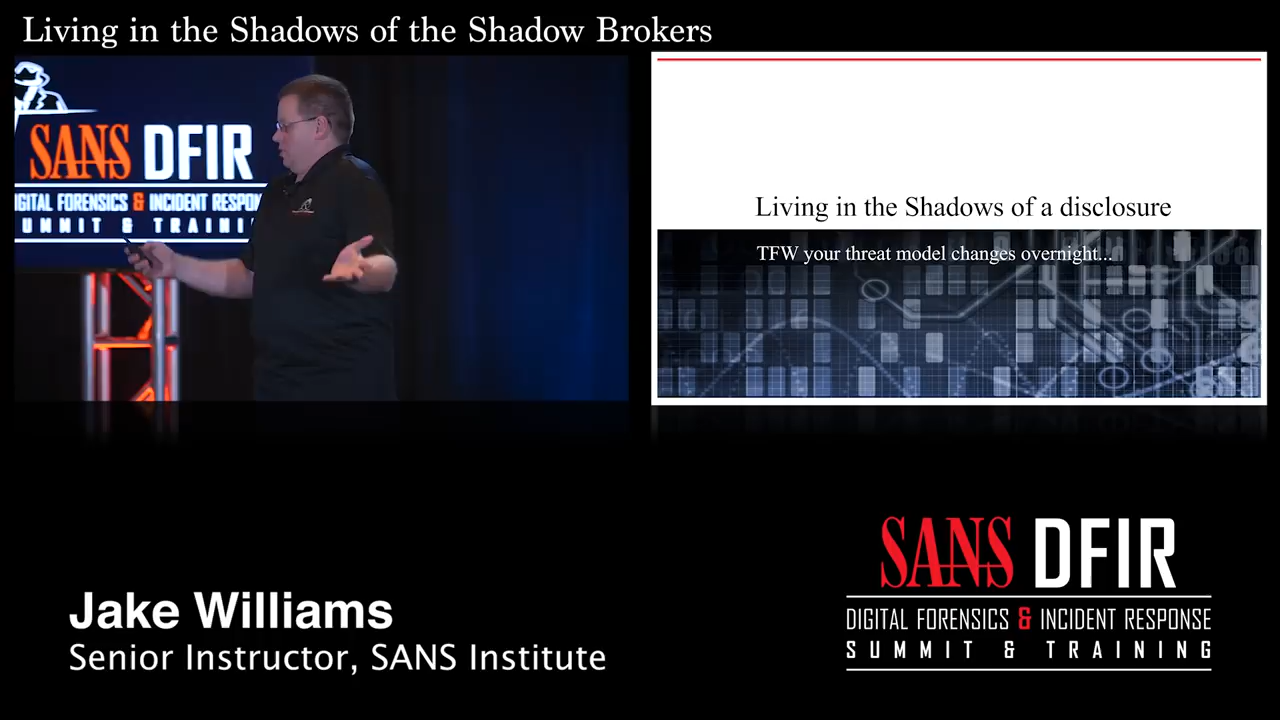 Living in the Shadows of the Shadow Brokers
SANS DFIR
IGITAL FORENSICS & INCIDENT RESPON
UMMIT & TRAINI
Living in the Shadows of a disclosure
TFW your threat model changes overnight...
Jake Williams
Senior Instructor, SANS Institute
SANS DFIR
DIGITAL FORENSICS & INCIDENT RESPONSE
SUMMIT & TRAINING